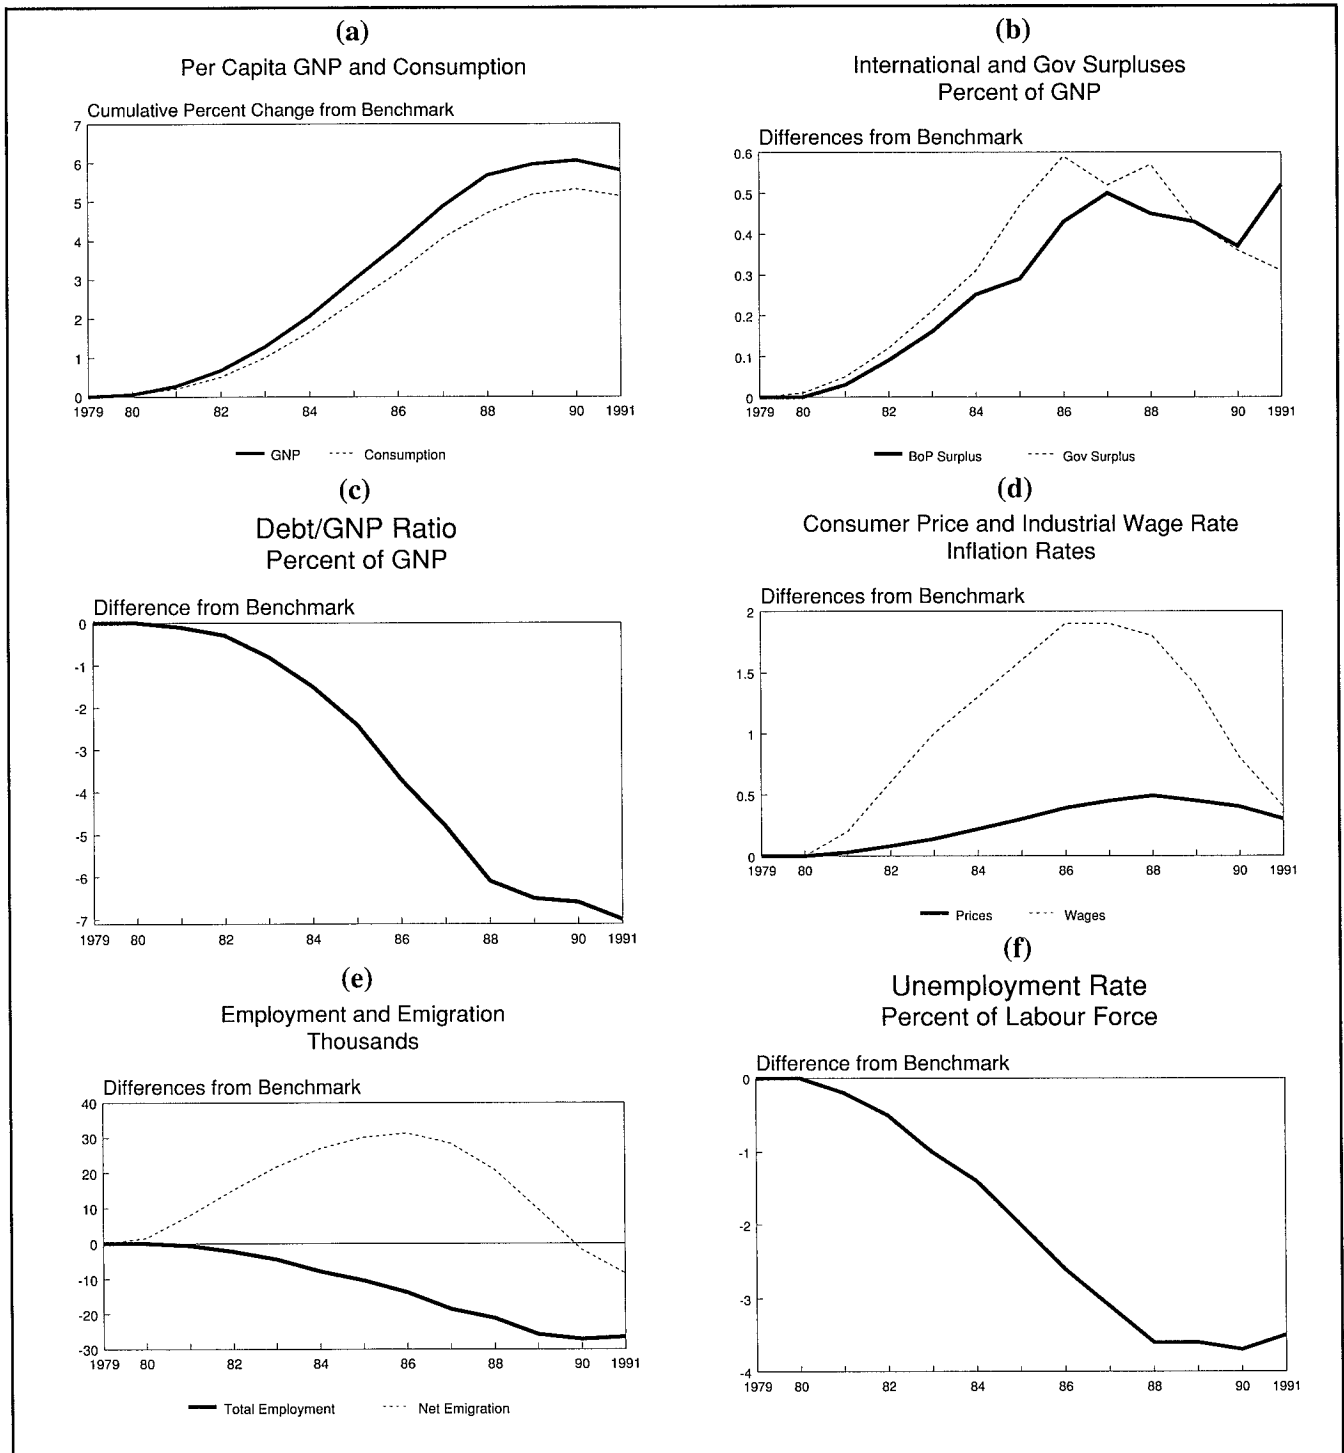 (a)
Per Capita GNP and Consumption
Cumulative Percent Change from Benchmark
7
6
5
4
3
2
1
0
1979 80 82 84 86 88 90 1991
GNP Consumption
(b)
International and Gov Surpluses
Percent of GNP
Differences from Benchmark
0.6
0.5
0.4
0.3
0.2
0.1
0
1979 80 82 84 86 88 90 1991
BoP Surplus Gov Surplus
(c)
Debt/GNP Ratio
Percent of GNP
Difference from Benchmark
0
-1
-2
-3
-4
-5
-6
-7
1979 80 82 84 86 88 90 1991
(d)
Consumer Price and Industrial Wage Rate
Inflation Rates
Differences from Benchmark
2
1.5
1
0.5
0
1979 80 82 84 86 88 90 1991
Prices Wages
(e)
Employment and Emigration
Thousands
Differences from Benchmark
40
30
20
10
0
-10
-20
-30
1979 80 82 84 86 88 90 1991
Total Employment Net Emigration
(f)
Unemployment Rate
Percent of Labour Force
Difference from Benchmark
0
-1
-2
-3
-4
1979 80 82 84 86 88 90 1991